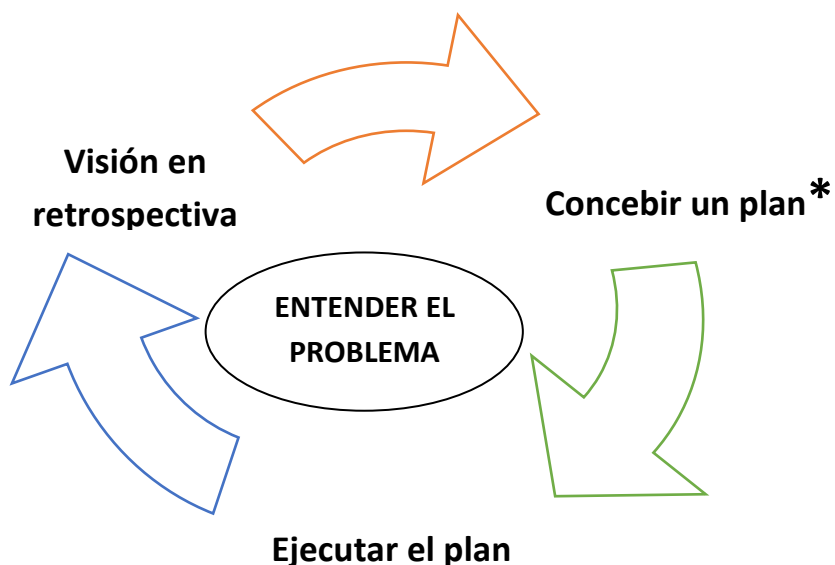 Visión en
retrospectiva
Concebir un plan*
ENTENDER EL
PROBLEMA
Ejecutar el plan